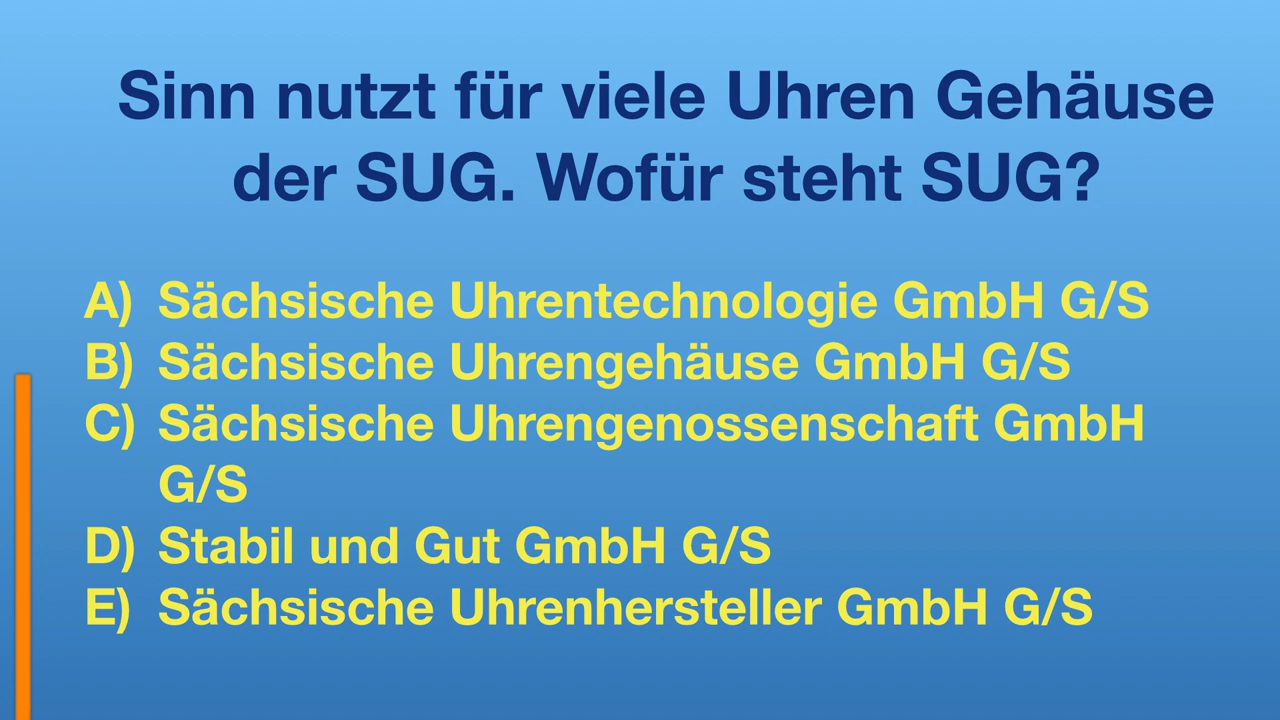 Sinn nutzt für viele Uhren Gehäuse
der SUG. Wofür steht SUG?
A) Sächsische Uhrentechnologie GmbH G/S
B) Sächsische Uhrengehäuse GmbH G/S
C) Sächsische Uhrengenossenschaft GmbH
G/S
D) Stabil und Gut GmbH G/S
E) Sächsische Uhrenhersteller GmbH G/S